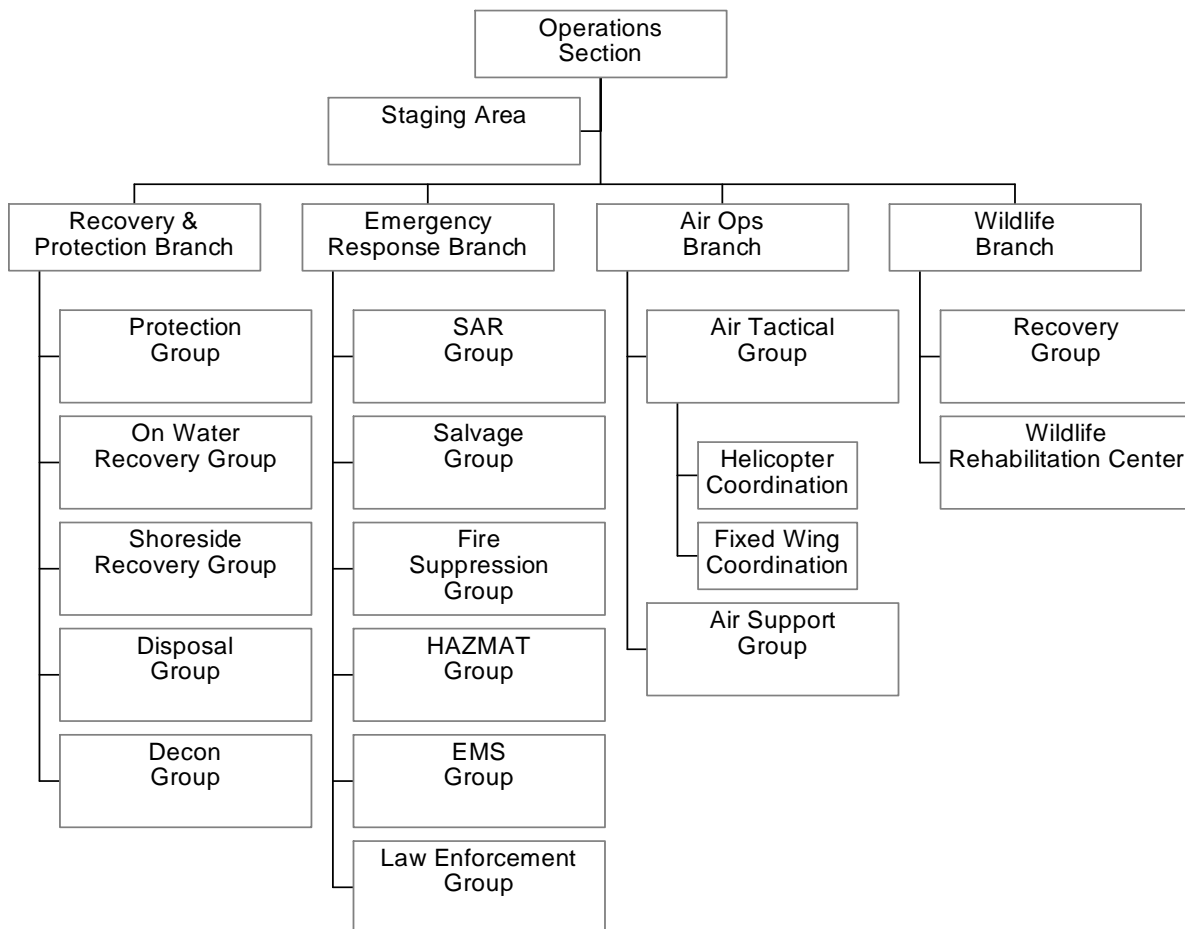 Operations
Section
Staging Area
Recovery &
Protection Branch
Emergency
Response Branch
Air Ops
Branch
Wildlife
Branch
Protection
Group
On Water
Recovery Group
Shoreside
Recovery Group
Disposal
Group
Decon
Group
SAR
Group
Salvage
Group
Fire
Suppression
Group
HAZMAT
Group
EMS
Group
Law Enforcement
Group
Air Tactical
Group
Helicopter
Coordination
Fixed Wing
Coordination
Air Support
Group
Recovery
Group
Wildlife
Rehabilitation Center